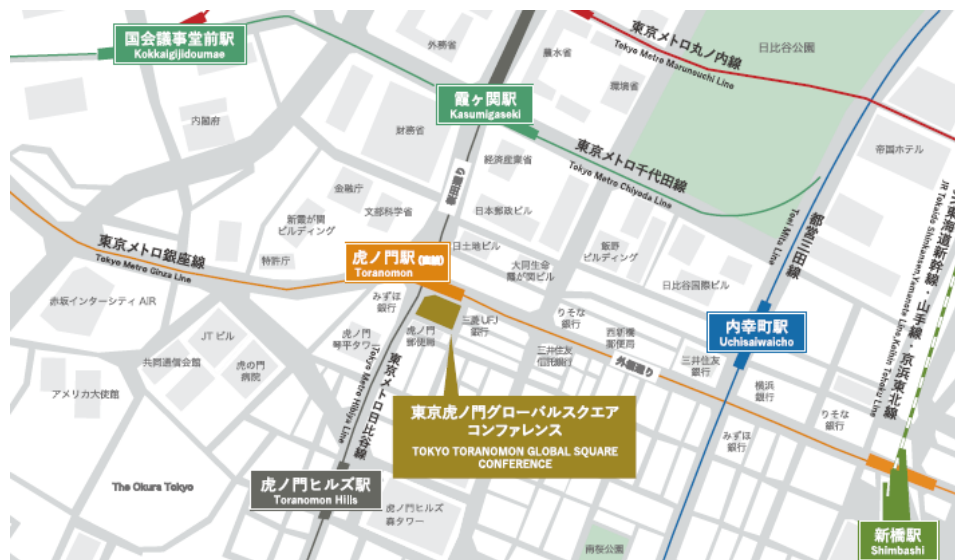 国会議事堂前駅
Kokkaigijidoumae
外務省
農水省
環境省
東京メトロ丸ノ内線
Tokyo Metro Marunouchi Line
日比谷公園
霞ヶ関駅
Kasumigaseki
内閣府
財務省
経済産業省
東京メトロ千代田線
Tokyo Metro Chiyoda Line
帝国ホテル
金融庁
文部科学省
桜田通り
日本郵政ビル
新霞が関
ビルディング
特許庁
日土地ビル
大同生命
霞が関ビル
飯野
ビルディング
日比谷国際ビル
都営三田線
Toei Mita Line
東海道新幹線・山手線・京浜東北線
JR Tokaido Shinkansen,Yamanote Line,Keihin Tohoku Line
東京メトロ銀座線
Tokyo Metro Ginza Line
虎ノ門駅
Toranomon
赤坂インターシティ AIR
JT ビル
共同通信会館
虎の門
病院
アメリカ大使館
みずほ
銀行
虎ノ門
琴平タワー
虎ノ門
郵便局
三菱UFJ
銀行
りそな
銀行
西新橋
郵便局
三井住友
信託銀行
外堀通り
三井住友
銀行
内幸町駅
Uchisaiwaicho
横浜
銀行
りそな
銀行
みずほ
銀行
東京メトロ日比谷線
Tokyo Metro Hibiya Line
東京虎ノ門グローバルスクエア
コンファレンス
TOKYO TORANOMON GLOBAL SQUARE
CONFERENCE
虎ノ門ヒルズ駅
Toranomon Hills
The Okura Tokyo
虎ノ門ヒルズ
森タワー
南桜公園
新橋駅
Shimbashi